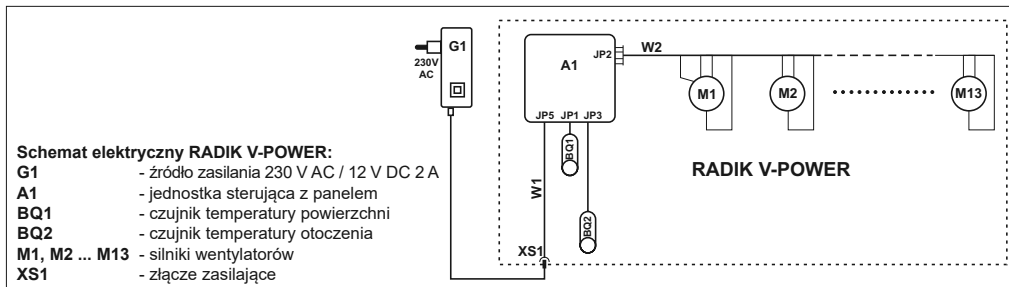 G1
230V
AC
A1
JP2
W2
JP5 JP1 JP3
M1
M2
M13
BQ1
BQ2
W1
XS1
RADIK V-POWER
Schemat elektryczny RADIK V-POWER:
G1 - źródło zasilania 230 V AC / 12 V DC 2 A
A1 - jednostka sterująca z panelem
BQ1 - czujnik temperatury powierzchni
BQ2 - czujnik temperatury otoczenia
M1, M2 ... M13 - silniki wentylatorów
XS1 - złącze zasilające